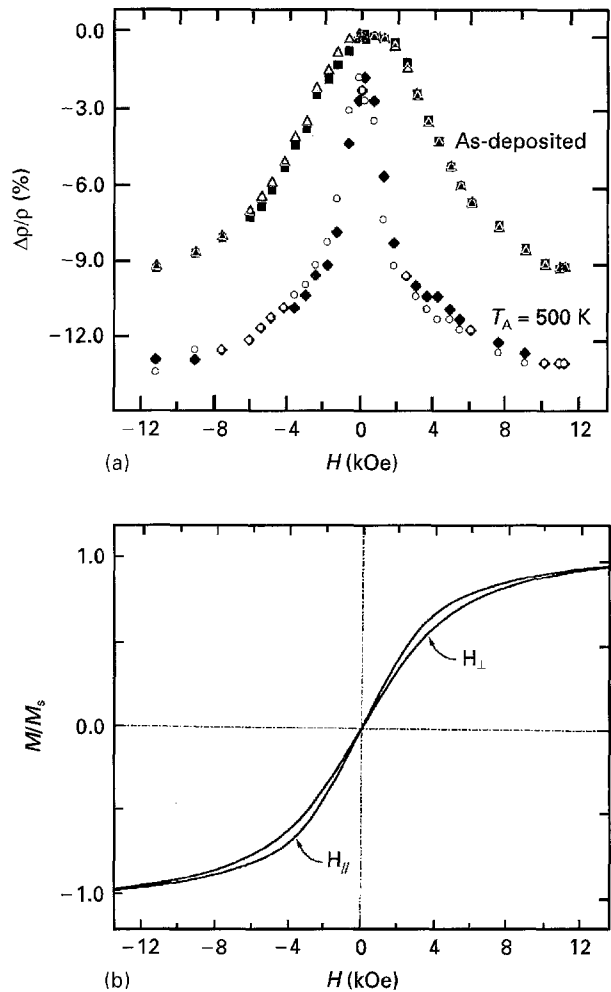 0.0
−3.0
−6.0
−9.0
−12.0
Δρ/ρ (%)
As-deposited
T_A = 500 K
−12 −8 −4 0 4 8 12
(a)
H (kOe)
1.0
0.0
−1.0
M/M_s
H_⊥
H_//
−12 −8 −4 0 4 8 12
(b)
H (kOe)